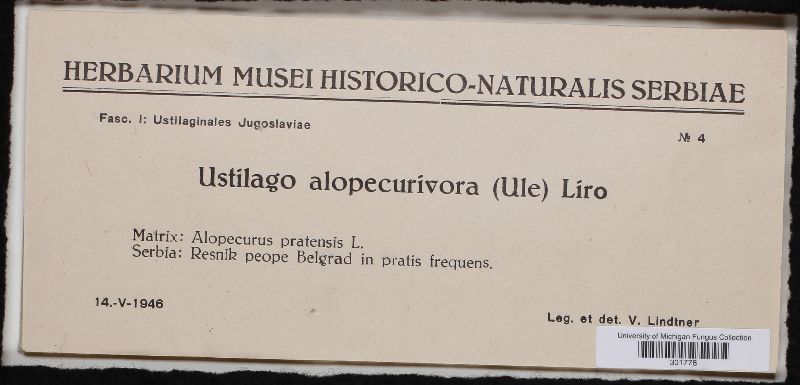 HERBARIUM MUSEI HISTORICO-NATURALIS SERBIAE
Fasc. I: Ustilaginales Jugoslaviae
№ 4
Ustilago alopecurivora (Ule) Liro
Matrix: Alopecurus pratensis L.
Serbia: Resnik peope Belgrad in pratis frequens.
14.-V-1946
Leg. et det. V. Lindtner
University of Michigan Fungus Collection
301778